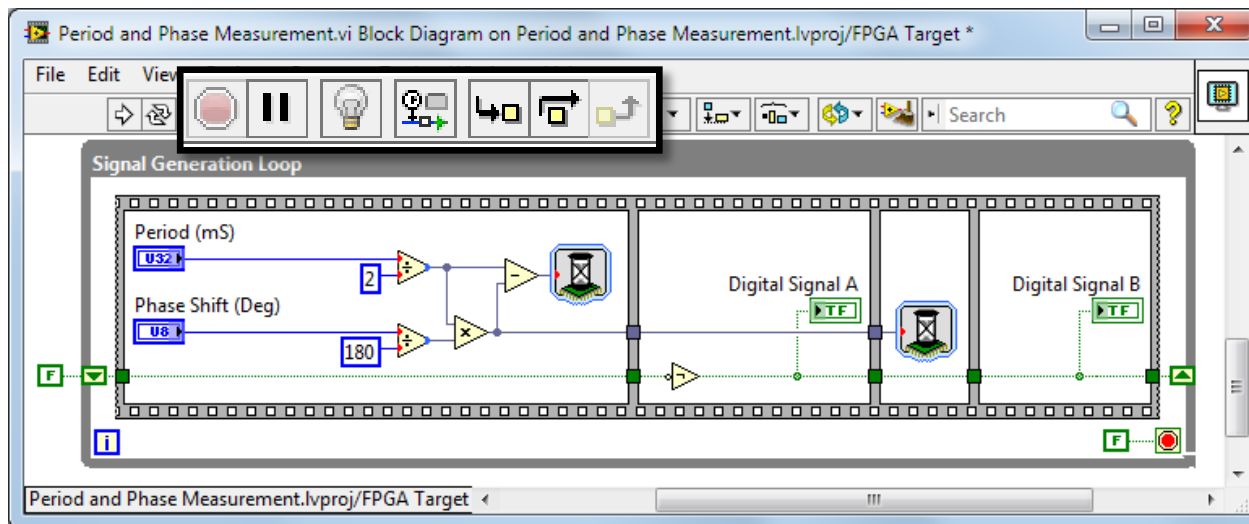 Period and Phase Measurement.vi Block Diagram on Period and Phase Measurement.lvproj/FPGA Target *
File Edit View
Search
?
Signal Generation Loop
Period (mS)
U32
2
÷
-
Phase Shift (Deg)
U8
180
÷
x
Digital Signal A
TF
Digital Signal B
TF
F
i
F
Period and Phase Measurement.lvproj/FPGA Target